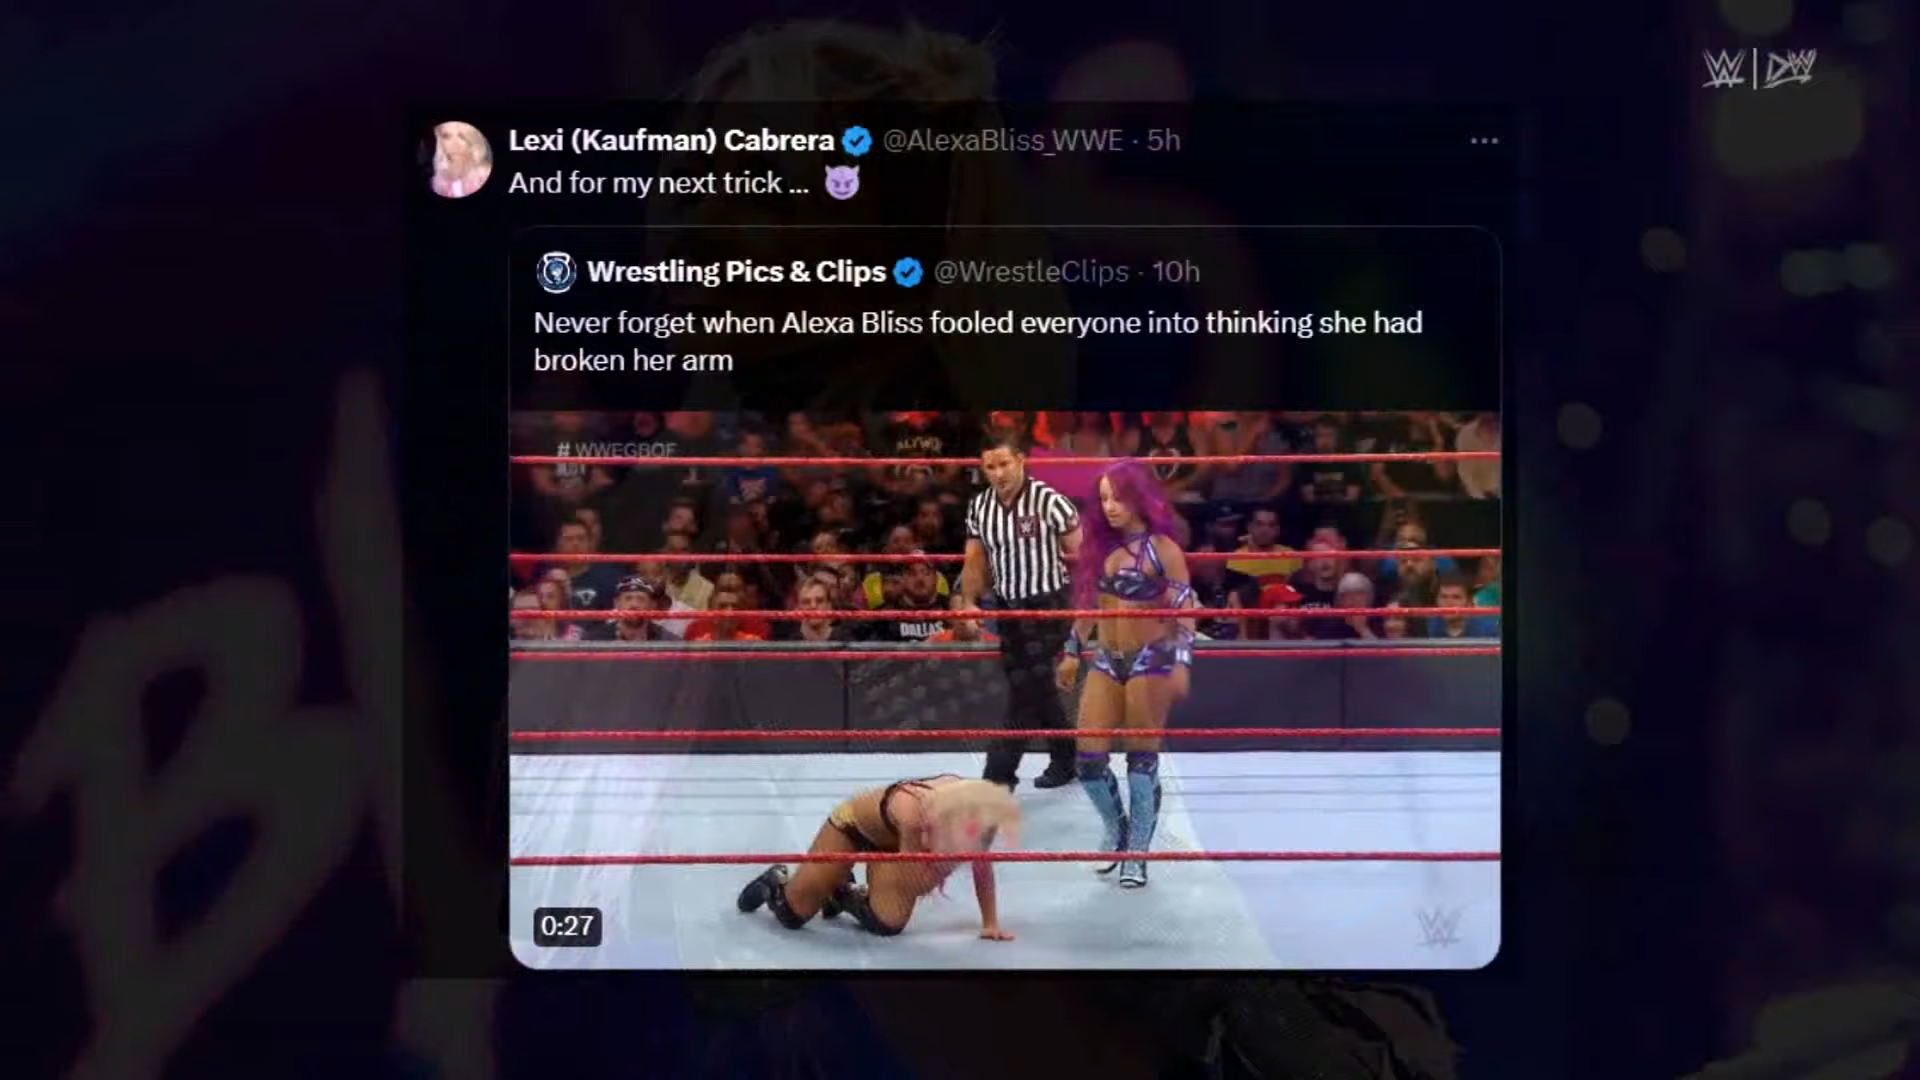 W | DW
Lexi (Kaufman) Cabrera @AlexaBliss_WWE · 5h
And for my next trick ... 😈
Wrestling Pics & Clips @WrestleClips · 10h
Never forget when Alexa Bliss fooled everyone into thinking she had
broken her arm
# WWEGBOF
DALLAS
0:27